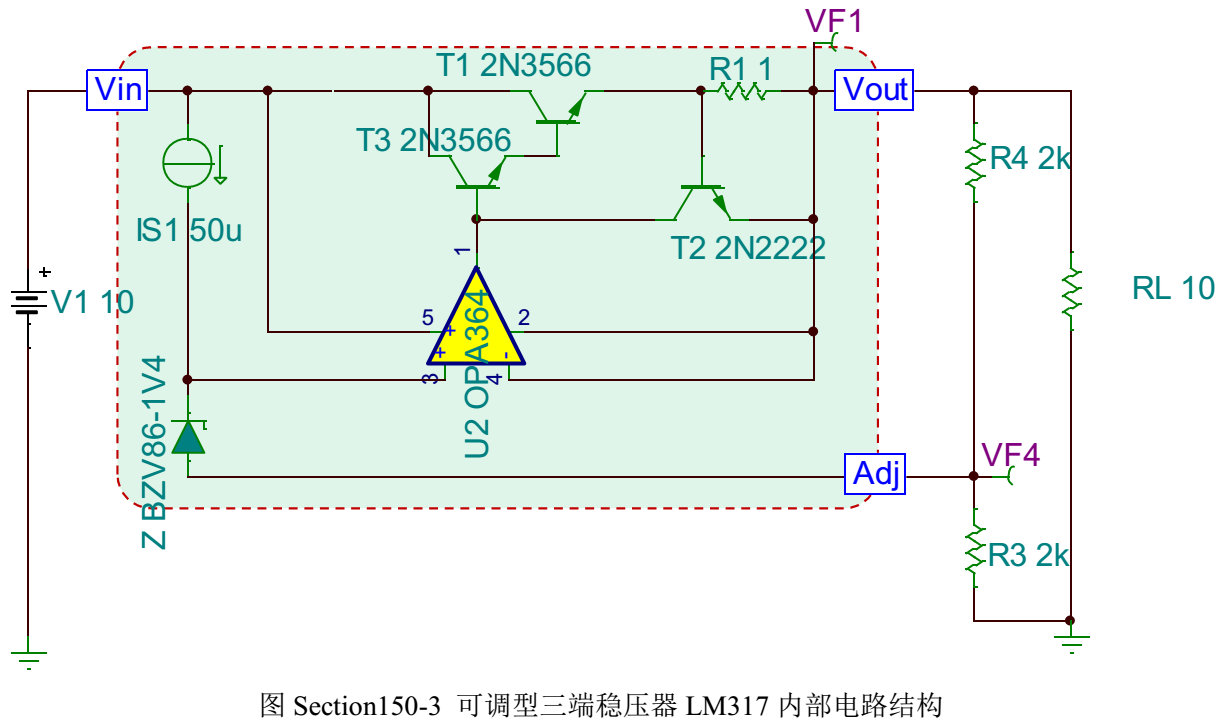 VF1
T1 2N3566
R1 1
Vin
Vout
T3 2N3566
R4 2k
IS1 50u
T2 2N2222
1
+
V1 10
RL 10
5
+
2
+
-
3
4
U2 OPA364
Z BZV86-1V4
VF4
Adj
R3 2k
图 Section150-3 可调型三端稳压器 LM317 内部电路结构